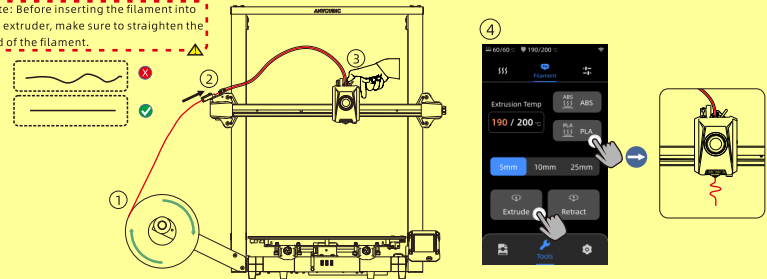 te: Before inserting the filament into
extruder, make sure to straighten the
d of the filament.
ANYCUBIC
1
2
3
4
60/60 °C 190/200 °C
Filament
Extrusion Temp
190 / 200 °C
ABS
ABS
PLA
PLA
5mm 10mm 25mm
Extrude Retract
Tools